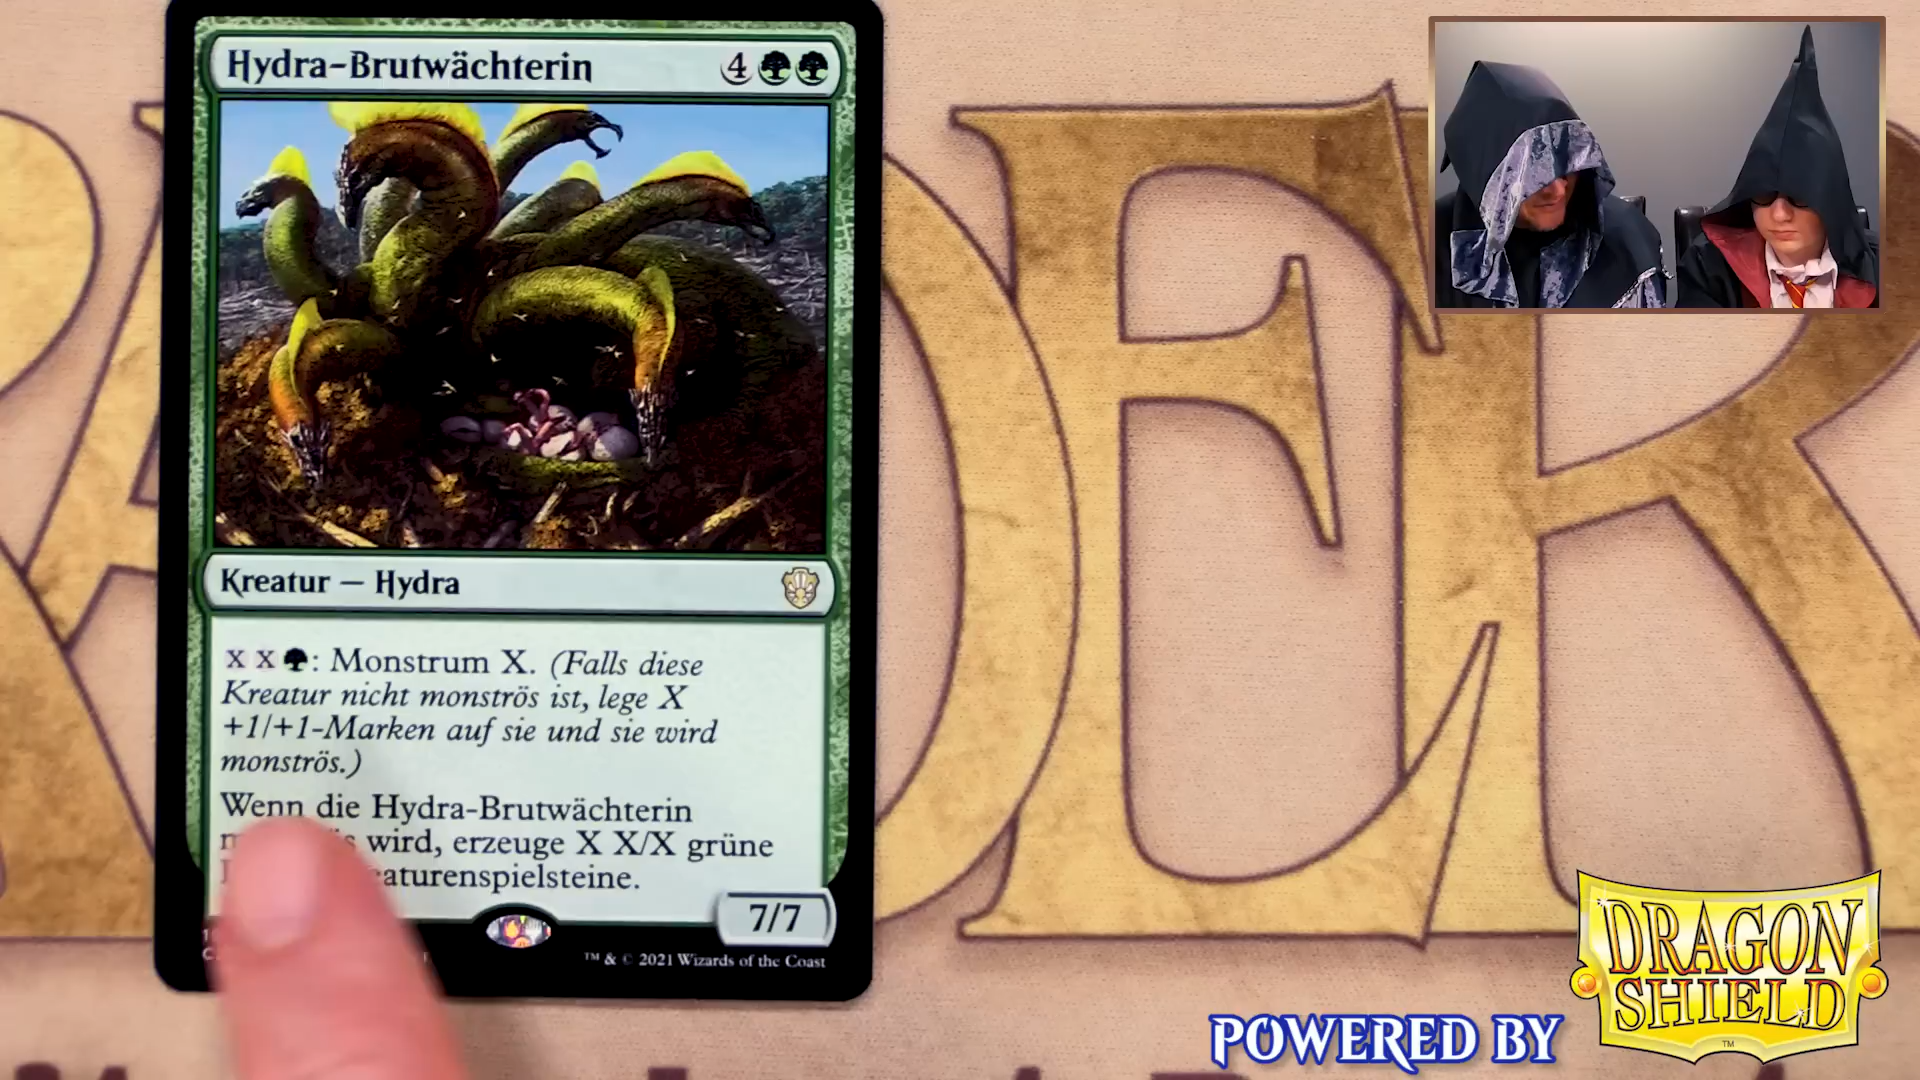 Hydra-Brutwächterin 4
Kreatur — Hydra
X X : Monstrum X. (Falls diese
Kreatur nicht monströs ist, lege X
+1/+1-Marken auf sie und sie wird
monströs.)
Wenn die Hydra-Brutwächterin
wird, erzeuge X X/X grüne
7/7
™ & © 2021 Wizards of the Coast
DRAGON
SHIELD
™
POWERED BY